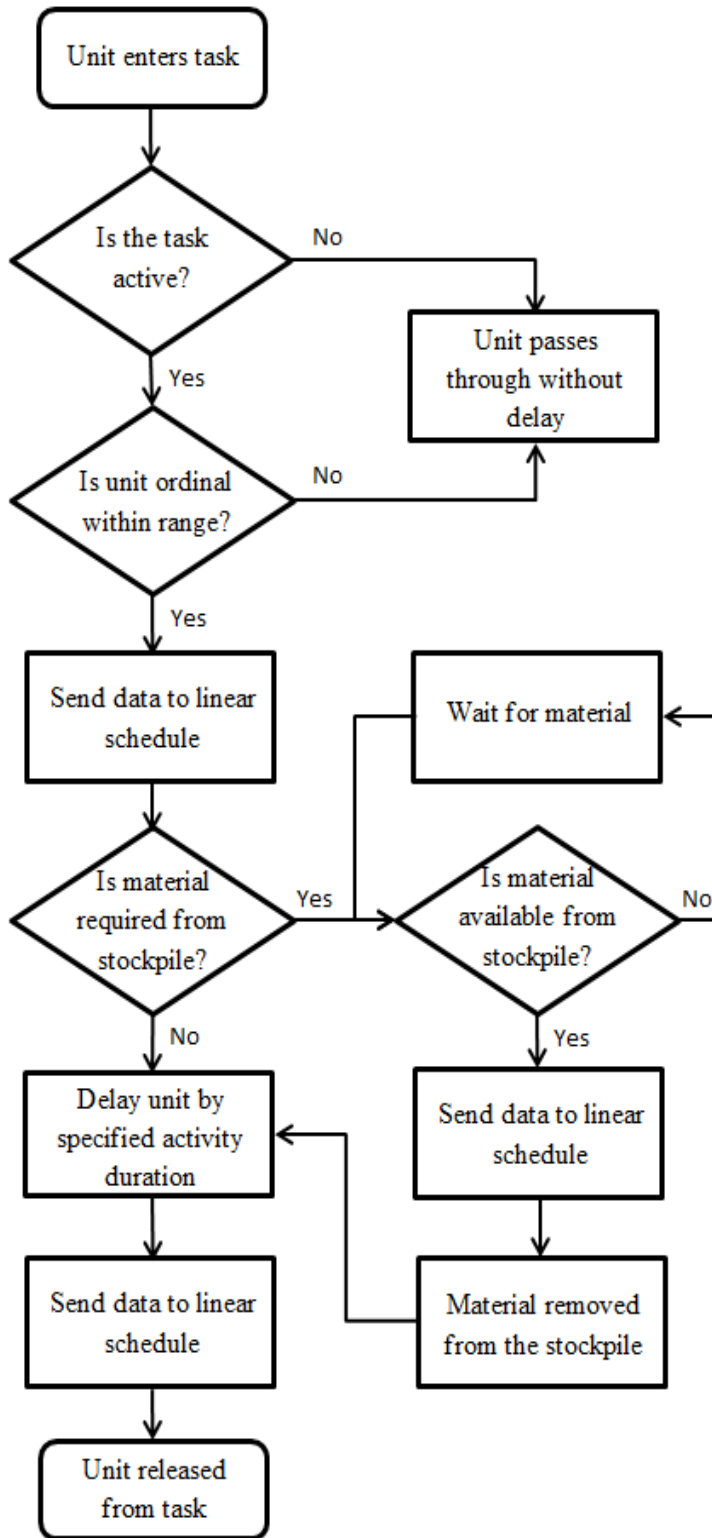 Unit enters task
Is the task
active?
No
Unit passes
through without
delay
Yes
Is unit ordinal
within range?
No
Yes
Send data to linear
schedule
Wait for material
Is material
required from
stockpile?
Yes
Is material
available from
stockpile?
No
No
Yes
Delay unit by
specified activity
duration
Send data to linear
schedule
Send data to linear
schedule
Material removed
from the stockpile
Unit released
from task